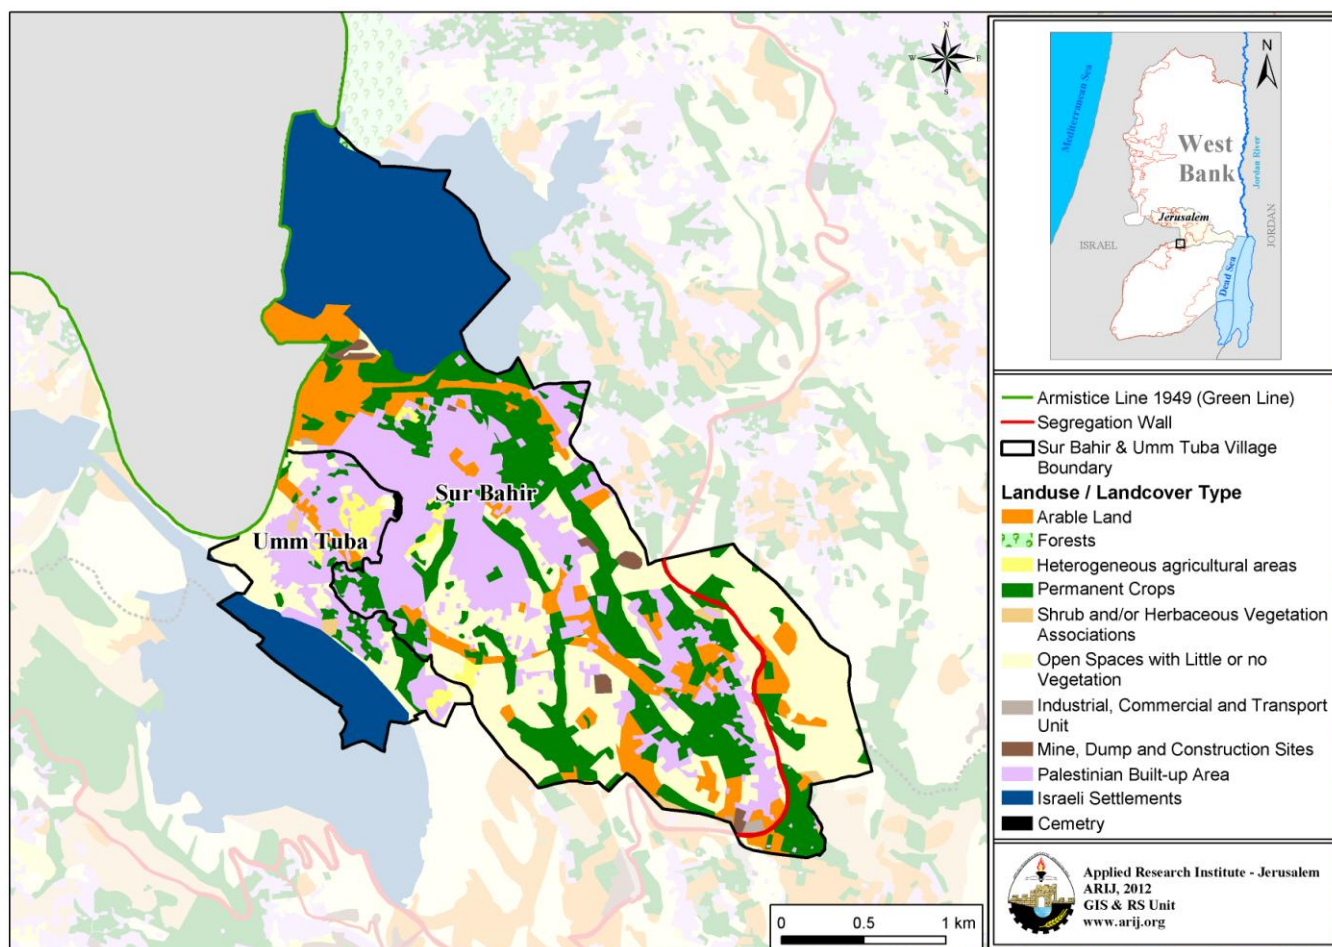 N
W
E
S
Sur Bahir
Umm Tuba
0 0.5 1 km
N
Mediterranean Sea
West
Bank
Jordan River
Jerusalem
ISRAEL
JORDAN
Dead Sea
Armistice Line 1949 (Green Line)
Segregation Wall
Sur Bahir & Umm Tuba Village
Boundary
Landuse / Landcover Type
Arable Land
Forests
Heterogeneous agricultural areas
Permanent Crops
Shrub and/or Herbaceous Vegetation
Associations
Open Spaces with Little or no
Vegetation
Industrial, Commercial and Transport
Unit
Mine, Dump and Construction Sites
Palestinian Built-up Area
Israeli Settlements
Cemetry
Applied Research Institute - Jerusalem
ARIJ, 2012
GIS & RS Unit
www.arij.org